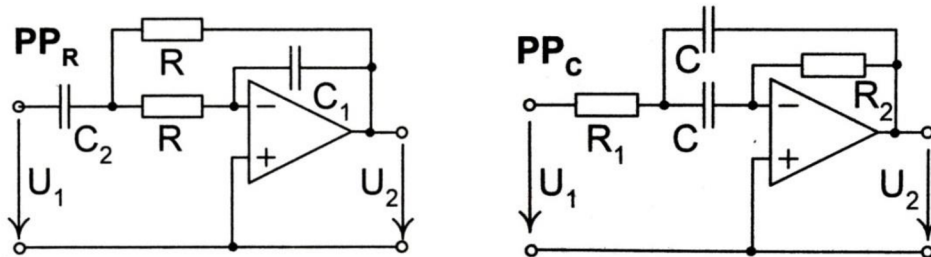 PP_R
R
C_1
R
C_2
U_1
U_2
−
+
PP_C
C
R_2
R_1
C
U_1
U_2
−
+